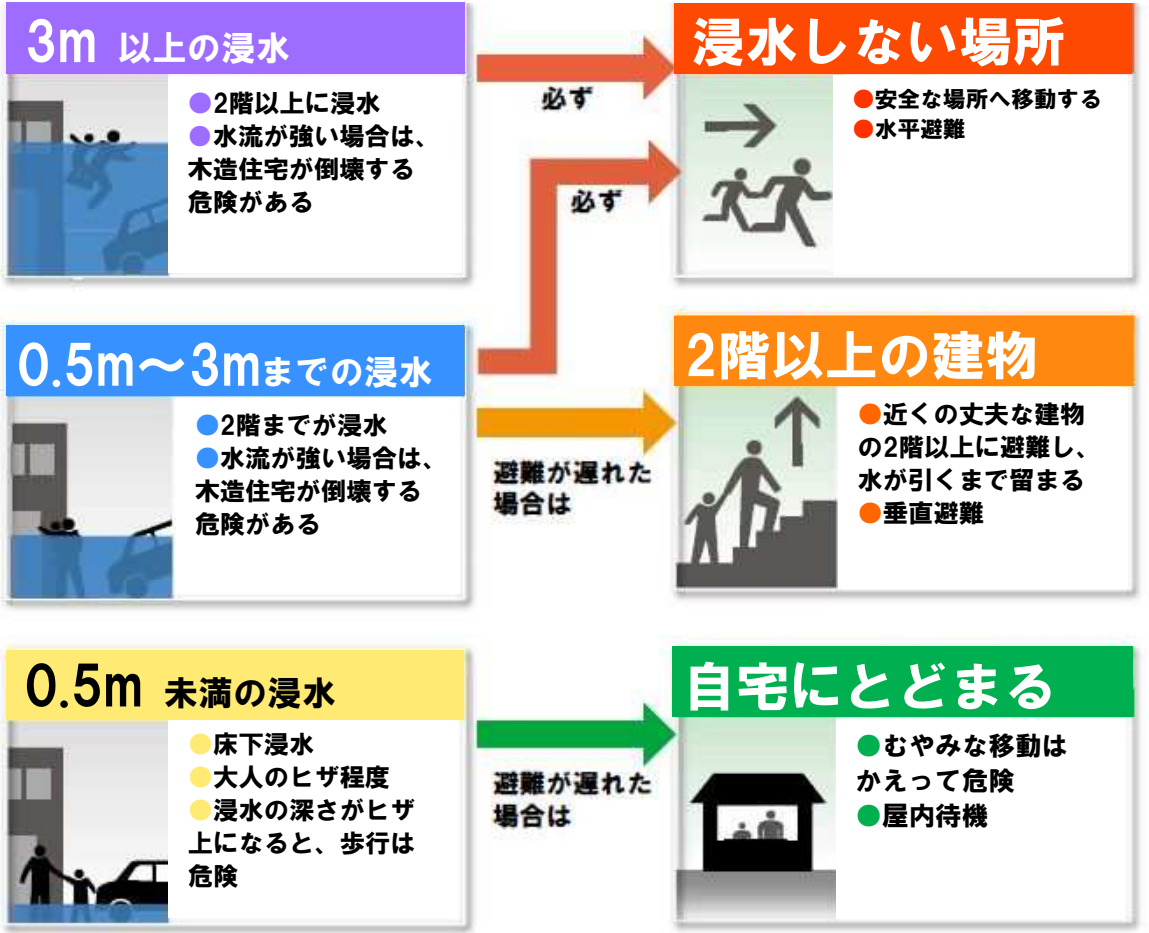 3m 以上の浸水
●2階以上に浸水
●水流が強い場合は、
木造住宅が倒壊する
危険がある
必ず
必ず
浸水しない場所
●安全な場所へ移動する
●水平避難
0.5m～3mまでの浸水
●2階までが浸水
●水流が強い場合は、
木造住宅が倒壊する
危険がある
避難が遅れた
場合は
2階以上の建物
●近くの丈夫な建物
の2階以上に避難し、
水が引くまで留まる
●垂直避難
0.5m 未満の浸水
●床下浸水
●大人のヒザ程度
●浸水の深さがヒザ
上になると、歩行は
危険
避難が遅れた
場合は
自宅にとどまる
●むやみな移動は
かえって危険
●屋内待機